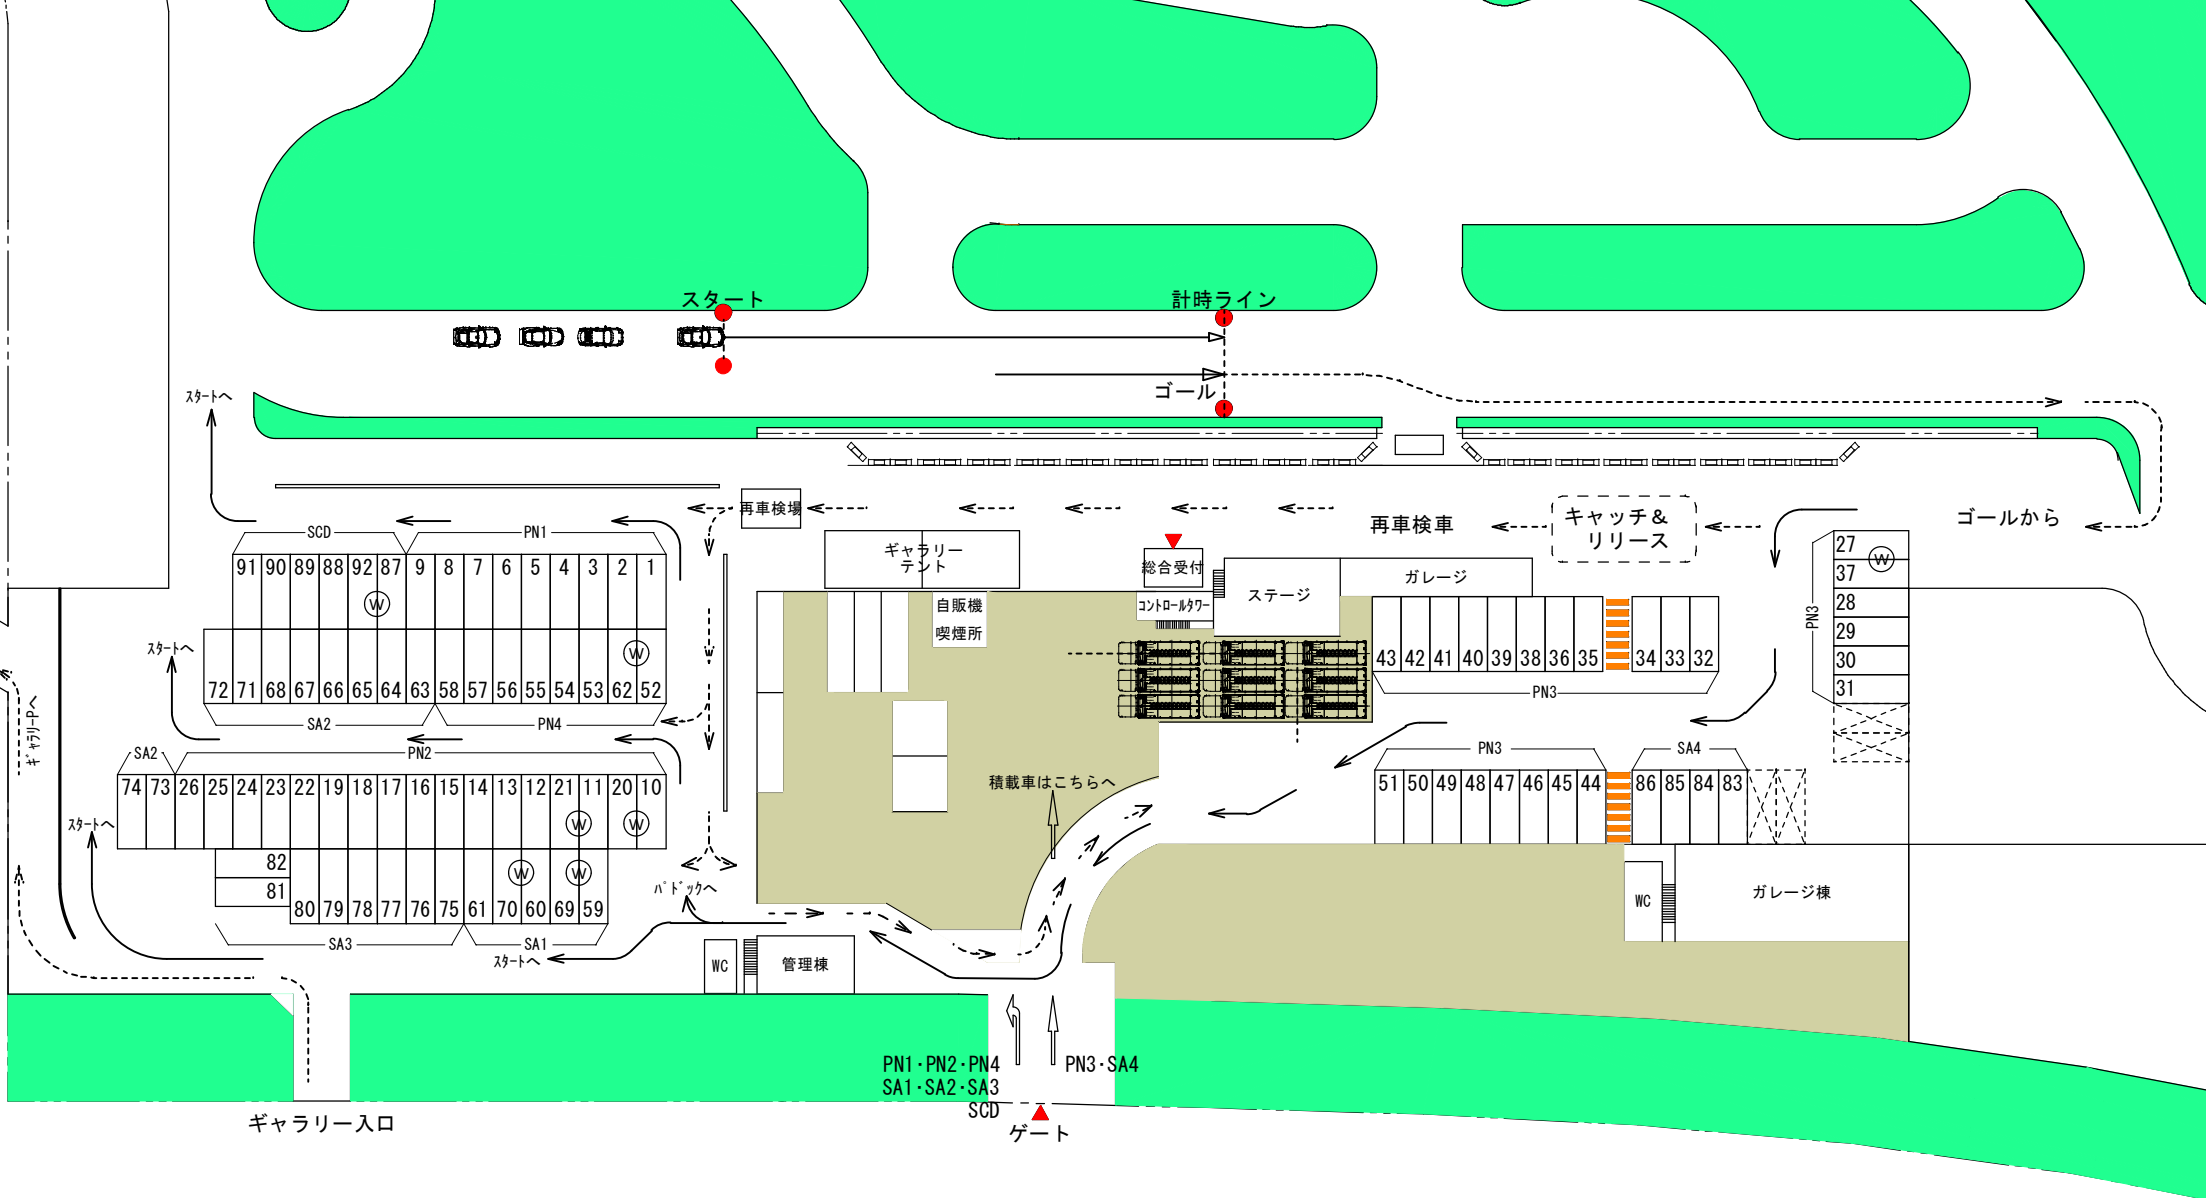 スタート
計時ライン
ゴール
スタートへ
再車検場
再車検車
キャッチ&
リリース
ゴールから
SCD
PN1
91 90 89 88 92 87 9 8 7 6 5 4 3 2 1
W
ギャラリー
テント
総合受付
ステージ
ガレージ
27
W
37
28
29
30
31
PN3
自販機
喫煙所
コントロールタワー
スタートへ
W
72 71 68 67 66 65 64 63 58 57 56 55 54 53 62 52
SA2
PN4
43 42 41 40 39 38 36 35 34 33 32
PN3
ギャラリーPへ
SA2
PN2
74 73 26 25 24 23 22 19 18 17 16 15 14 13 12 21 11 20 10
W W
積載車はこちらへ
PN3
SA4
51 50 49 48 47 46 45 44 86 85 84 83
スタートへ
82
81
W W
80 79 78 77 76 75 61 70 60 69 59
SA3
SA1
パドックへ
スタートへ
WC
管理棟
WC
ガレージ棟
PN1・PN2・PN4
SA1・SA2・SA3
SCD
PN3・SA4
ギャラリー入口
ゲート